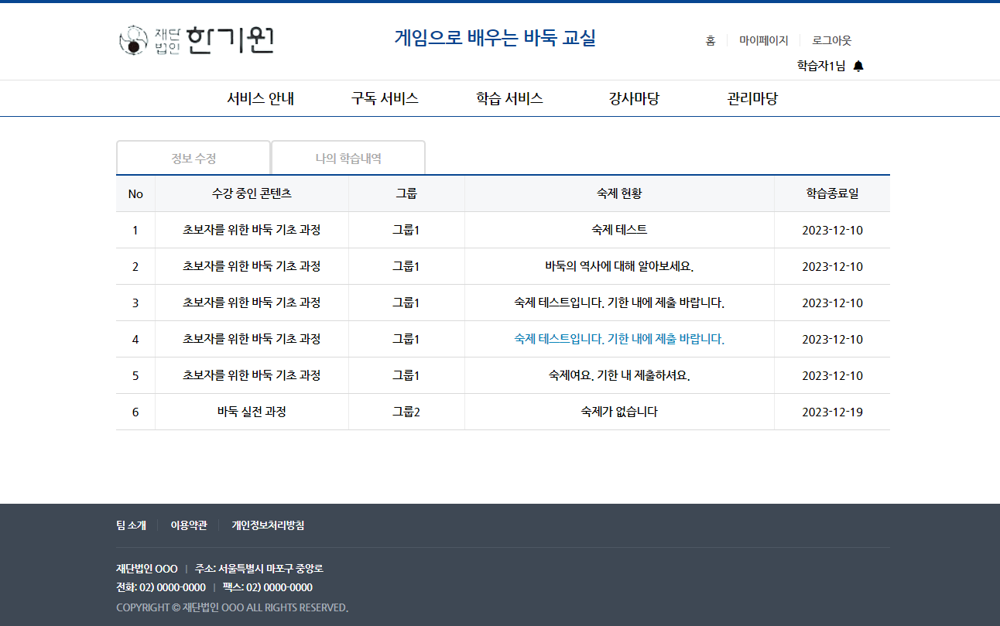 재단
법인 한기원
게임으로 배우는 바둑 교실
홈 마이페이지 로그아웃
학습자1님
서비스 안내 구독 서비스 학습 서비스 강사마당 관리마당
정보 수정 나의 학습내역
No 수강 중인 콘텐츠 그룹 숙제 현황 학습종료일
1 초보자를 위한 바둑 기초 과정 그룹1 숙제 테스트 2023-12-10
2 초보자를 위한 바둑 기초 과정 그룹1 바둑의 역사에 대해 알아보세요. 2023-12-10
3 초보자를 위한 바둑 기초 과정 그룹1 숙제 테스트입니다. 기한 내에 제출 바랍니다. 2023-12-10
4 초보자를 위한 바둑 기초 과정 그룹1 숙제 테스트입니다. 기한 내에 제출 바랍니다. 2023-12-10
5 초보자를 위한 바둑 기초 과정 그룹1 숙제여요. 기한 내 제출하셔요. 2023-12-10
6 바둑 실전 과정 그룹2 숙제가 없습니다 2023-12-19
팀 소개 이용약관 개인정보처리방침
재단법인 OOO | 주소: 서울특별시 마포구 중앙로
전화: 02) 0000-0000 | 팩스: 02) 0000-0000
COPYRIGHT © 재단법인 OOO ALL RIGHTS RESERVED.